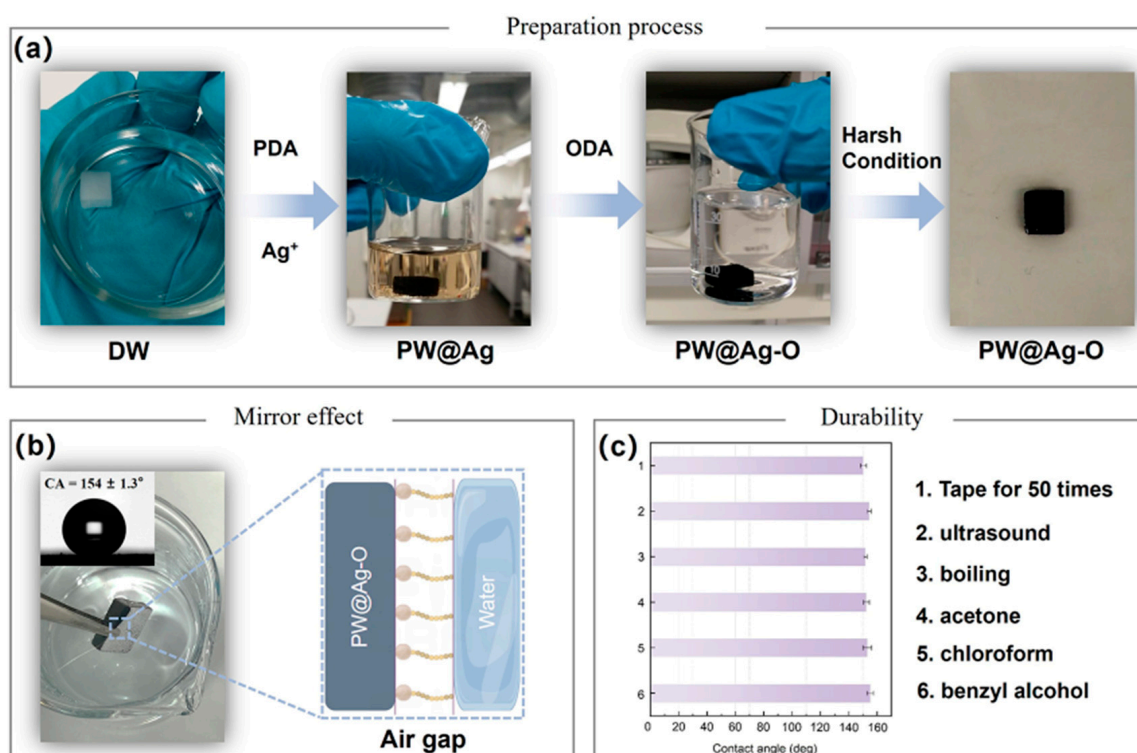 Preparation process
(a)
PDA
Ag⁺
ODA
Harsh
Condition
DW
PW@Ag
PW@Ag-O
PW@Ag-O
10
Mirror effect
(b)
CA = 154 ± 1.3°
PW@Ag-O
Water
Air gap
Durability
(c)
1
2
3
4
5
6
0 20 40 60 80 100 120 140 160
Contact angle (deg)
1. Tape for 50 times
2. ultrasound
3. boiling
4. acetone
5. chloroform
6. benzyl alcohol